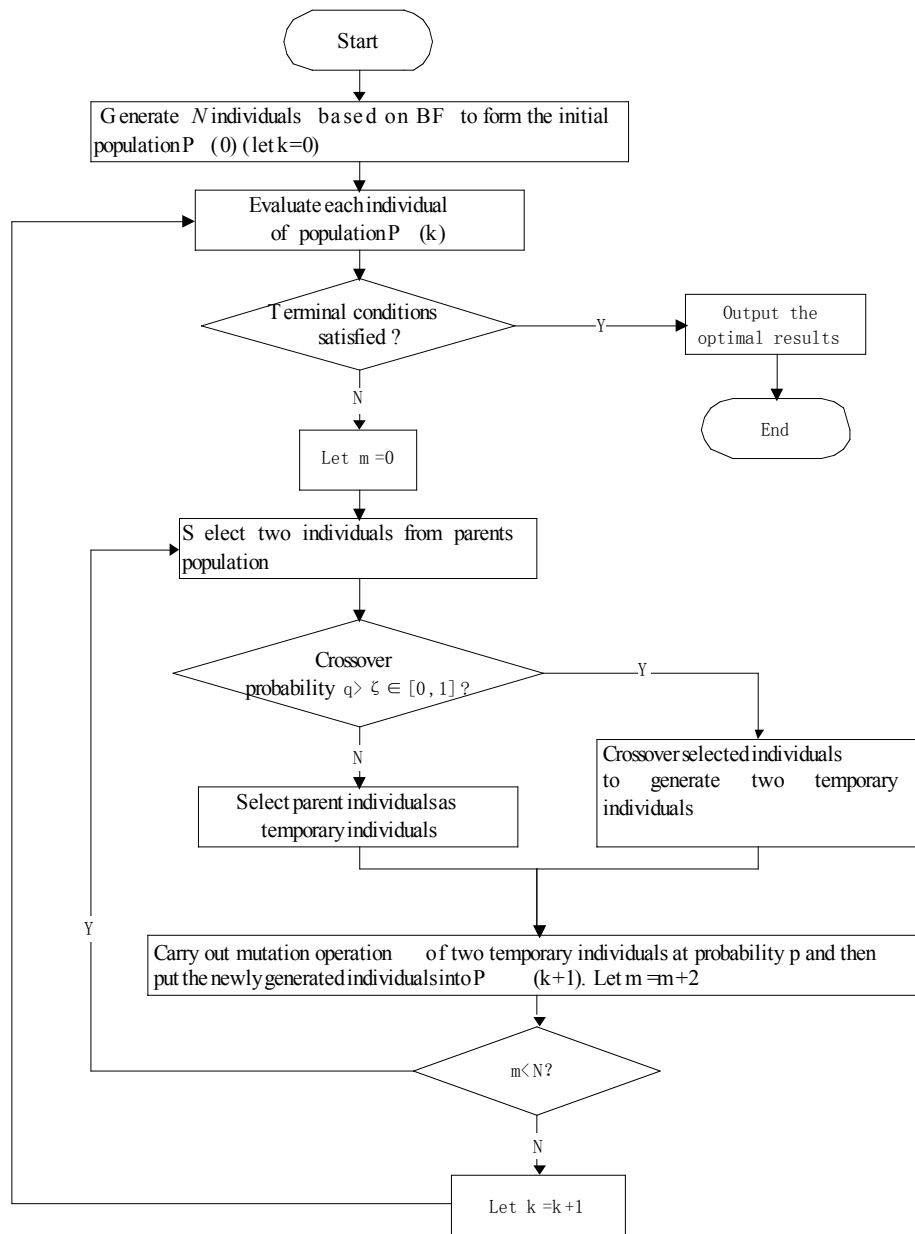 Start
Generate N individuals based on BF to form the initial
population P (0) (let k=0)
Evaluate each individual
of population P (k)
Terminal conditions
satisfied ?
Y
Output the
optimal results
N
End
Let m=0
Select two individuals from parents
population
Crossover
probability q> ζ ∈ [0,1]?
Y
N
Crossover selected individuals
to generate two temporary
individuals
Select parent individuals as
temporary individuals
Y
Carry out mutation operation of two temporary individuals at probability p and then
put the newly generated individuals into P (k+1). Let m=m+2
m<N?
N
Let k=k+1